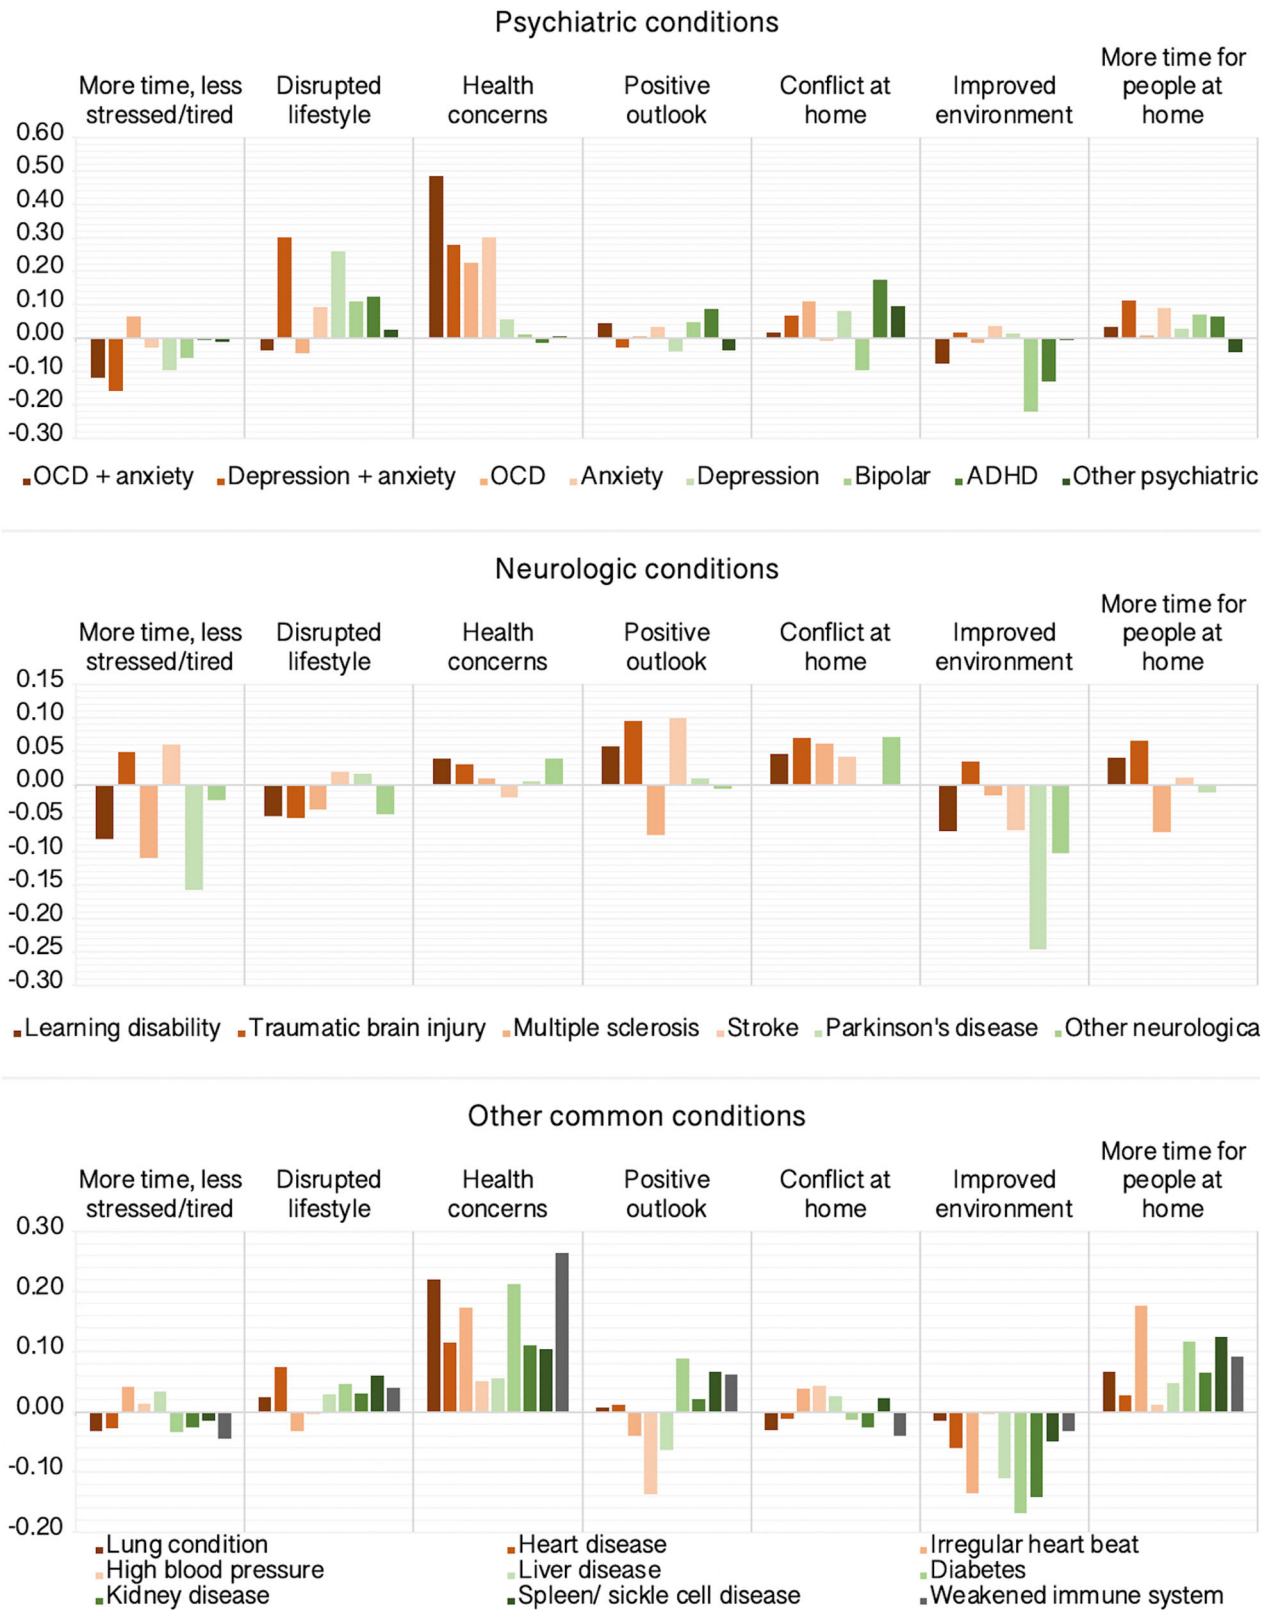 Psychiatric conditions
More time, less stressed/tired
Disrupted lifestyle
Health concerns
Positive outlook
Conflict at home
Improved environment
More time for people at home
0.60
0.50
0.40
0.30
0.20
0.10
0.00
-0.10
-0.20
-0.30
OCD + anxiety Depression + anxiety OCD Anxiety Depression Bipolar ADHD Other psychiatric
Neurologic conditions
More time, less stressed/tired
Disrupted lifestyle
Health concerns
Positive outlook
Conflict at home
Improved environment
More time for people at home
0.15
0.10
0.05
0.00
-0.05
-0.10
-0.15
-0.20
-0.25
-0.30
Learning disability Traumatic brain injury Multiple sclerosis Stroke Parkinson's disease Other neurologica
Other common conditions
More time, less stressed/tired
Disrupted lifestyle
Health concerns
Positive outlook
Conflict at home
Improved environment
More time for people at home
0.30
0.20
0.10
0.00
-0.10
-0.20
Lung condition Heart disease Irregular heart beat
High blood pressure Liver disease Diabetes
Kidney disease Spleen/ sickle cell disease Weakened immune system